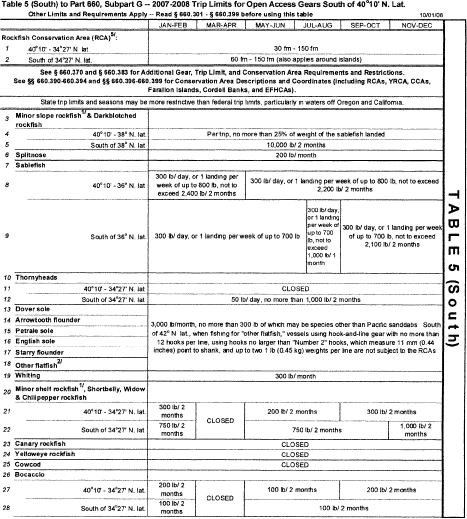 Table 5 (South) to Part 660, Subpart G -- 2007-2008 Trip Limits for Open Access Gears South of 40°10' N. Lat.
Other Limits and Requirements Apply -- Read § 660.301 - § 660.399 before using this table 10/01/08
JAN-FEB MAR-APR MAY-JUN JUL-AUG SEP-OCT NOV-DEC
Rockfish Conservation Area (RCA)5/:
1 40°10' - 34°27' N. lat. 30 fm - 150 fm
2 South of 34°27' N. lat. 60 fm - 150 fm (also applies around islands)
See § 660.370 and § 660.383 for Additional Gear, Trip Limit, and Conservation Area Requirements and Restrictions.
See §§ 660.390-660.394 and §§ 660.396-660.399 for Conservation Area Descriptions and Coordinates (including RCAs, YRCA, CCAs,
Farallon Islands, Cordell Banks, and EFHCAs).
State trip limits and seasons may be more restrictive than federal trip limits, particularly in waters off Oregon and California.
3 Minor slope rockfish1/ & Darkblotched
rockfish
4 40°10' - 38° N. lat. Per trip, no more than 25% of weight of the sablefish landed
5 South of 38° N. lat. 10,000 lb/ 2 months
6 Splitnose 200 lb/ month
7 Sablefish
8 40°10' - 36° N. lat.
300 lb/ day, or 1 landing per
week of up to 800 lb, not to
exceed 2,400 lb/ 2 months
300 lb/ day, or 1 landing per week of up to 800 lb, not to exceed
2,200 lb/ 2 months
9 South of 36° N. lat.
300 lb/ day, or 1 landing per week of up to 700 lb
300 lb/ day,
or 1 landing
per week of
up to 700
lb, not to
exceed
1,000 lb/ 1
month
300 lb/ day, or 1 landing per
week of up to 700 lb, not to exceed
2,100 lb/ 2 months
10 Thornyheads
11 40°10' - 34°27' N. lat. CLOSED
12 South of 34°27' N. lat. 50 lb/ day, no more than 1,000 lb/ 2 months
13 Dover sole
14 Arrowtooth flounder
15 Petrale sole
16 English sole
17 Starry flounder
18 Other flatfish2/
3,000 lb/month, no more than 300 lb of which may be species other than Pacific sanddabs. South
of 42° N. lat., when fishing for "other flatfish," vessels using hook-and-line gear with no more than
12 hooks per line, using hooks no larger than "Number 2" hooks, which measure 11 mm (0.44
inches) point to shank, and up to two 1 lb (0.45 kg) weights per line are not subject to the RCAs
19 Whiting 300 lb/ month
20 Minor shelf rockfish1/, Shortbelly, Widow
& Chilipepper rockfish
21 40°10' - 34°27' N. lat.
300 lb/ 2
months
CLOSED
200 lb/ 2 months 300 lb/ 2 months
22 South of 34°27' N. lat.
750 lb/ 2
months
750 lb/ 2 months
1,000 lb/ 2
months
23 Canary rockfish CLOSED
24 Yelloweye rockfish CLOSED
25 Cowcod CLOSED
26 Bocaccio
27 40°10' - 34°27' N. lat.
200 lb/ 2
months
CLOSED
100 lb/ 2 months 200 lb/ 2 months
28 South of 34°27' N. lat.
100 lb/ 2
months
100 lb/ 2 months
TABLE 5 (South)